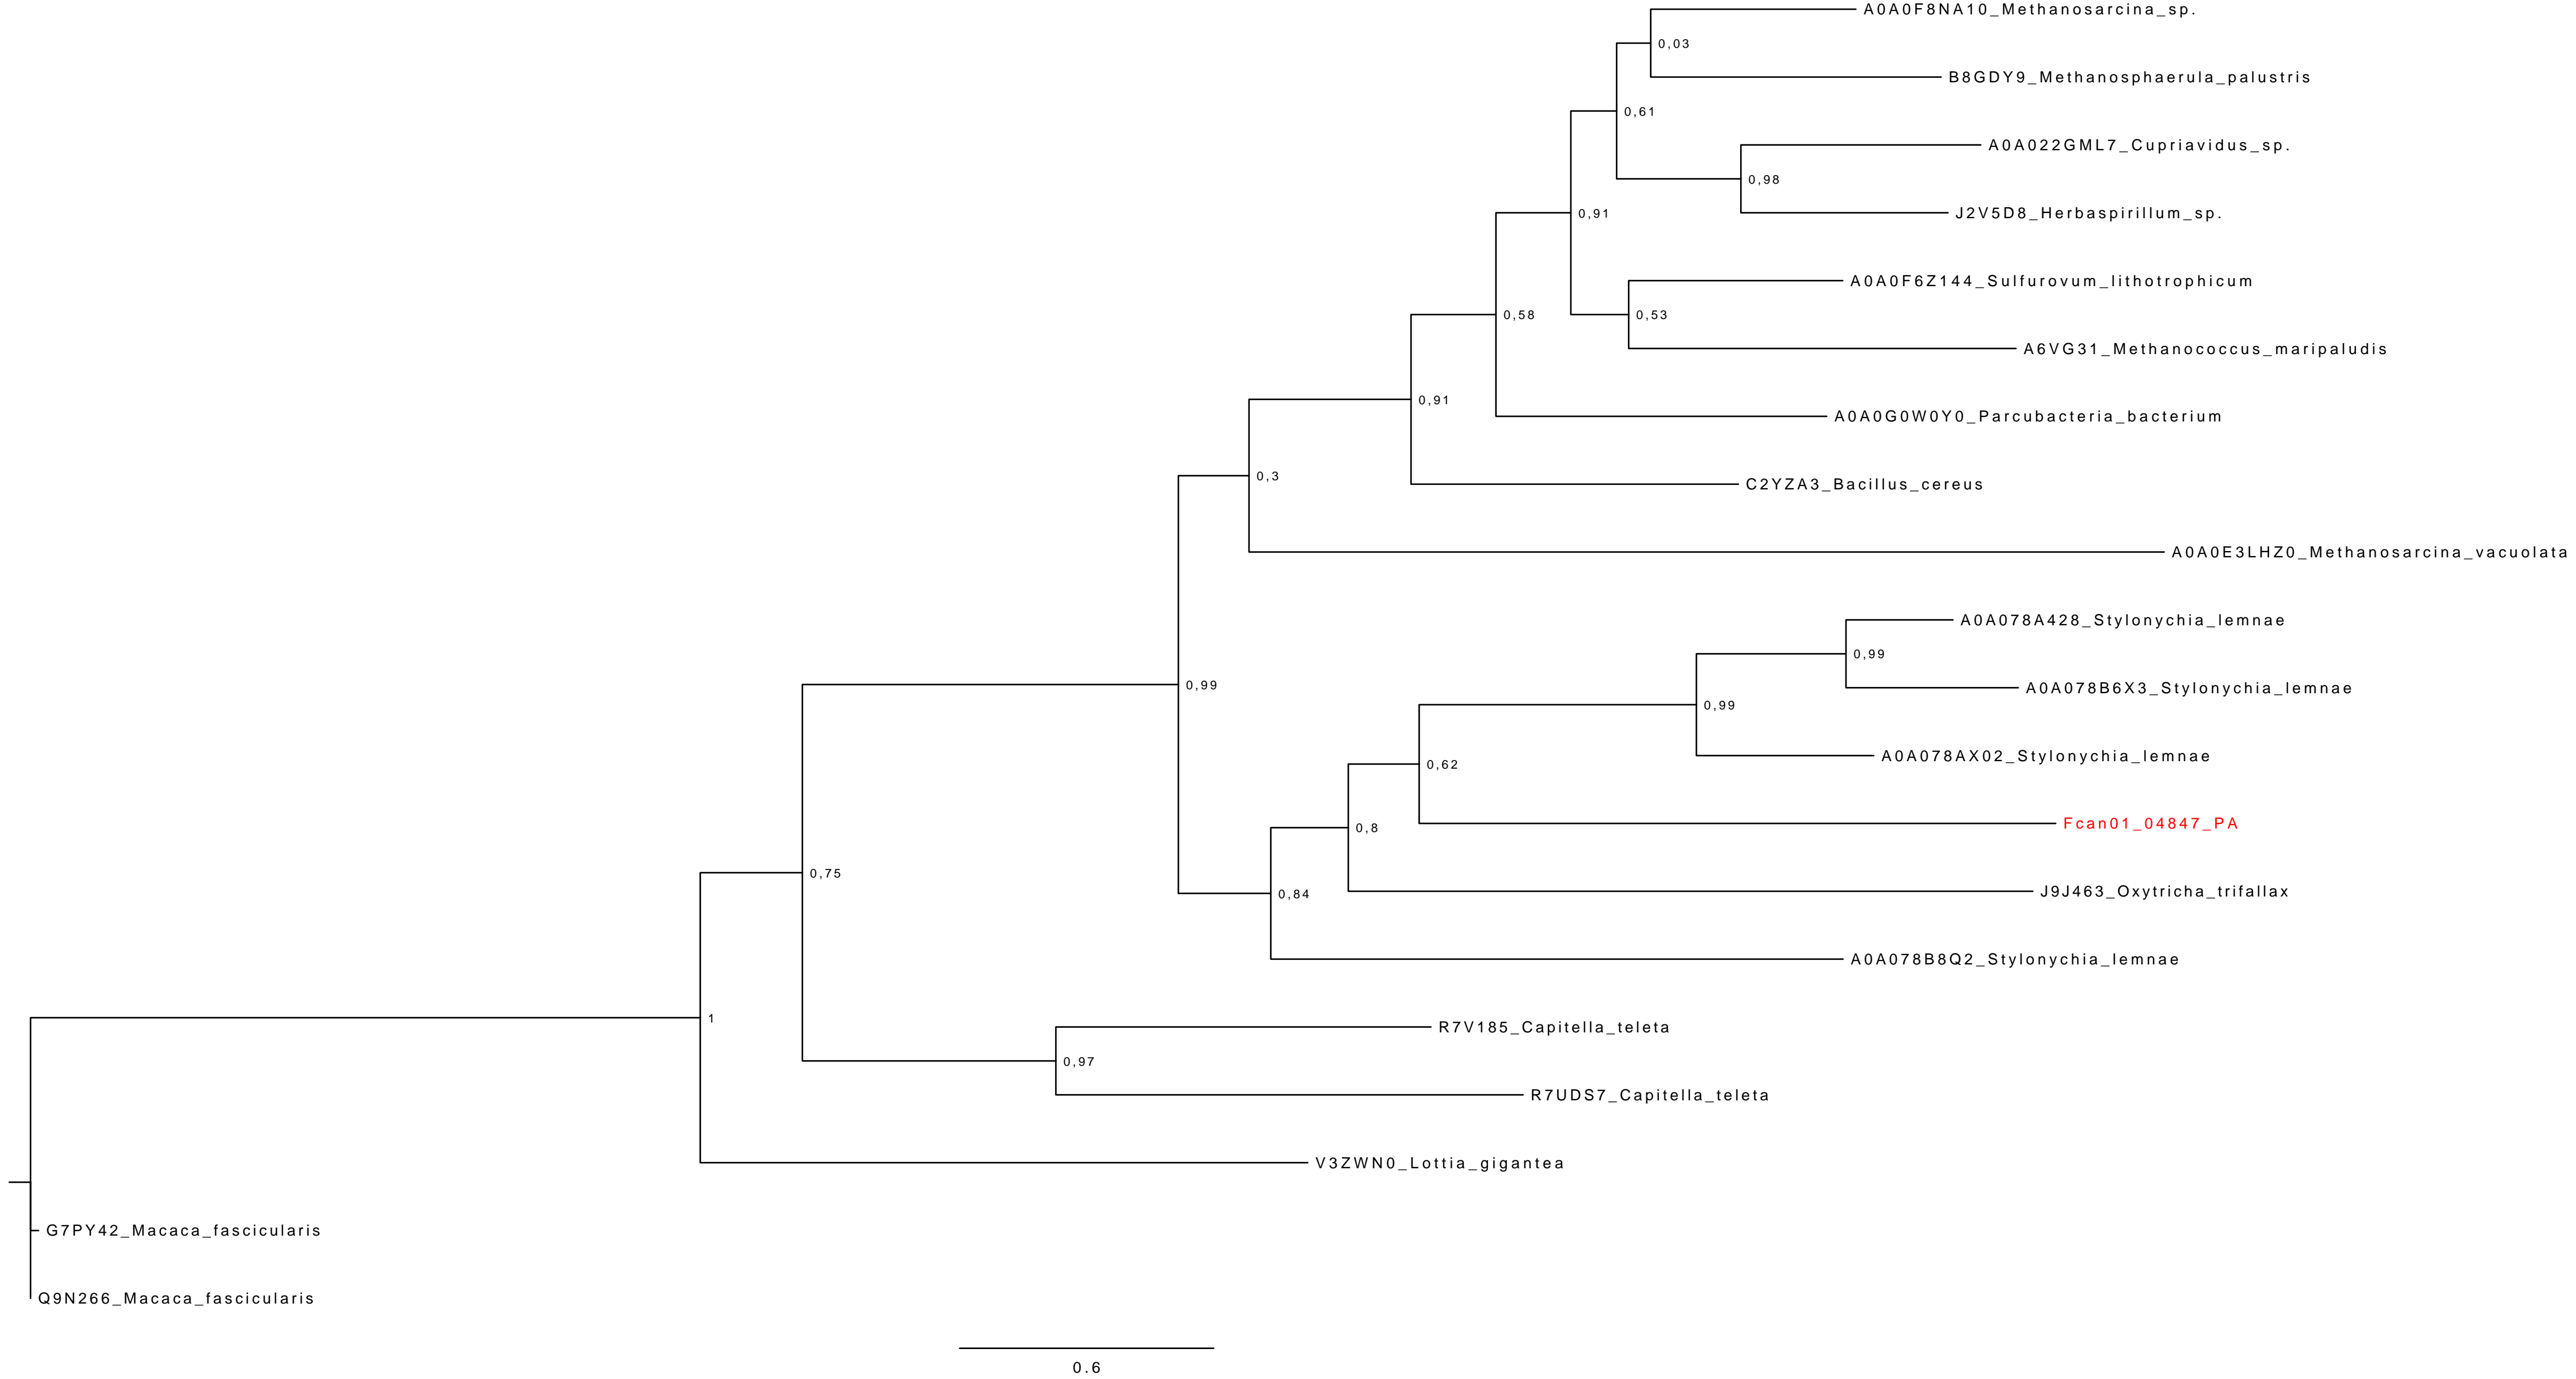 A0A0F8NA10_Methanosarcina_sp.
0,03
B8GDY9_Methanosphaerula_palustris
0,61
A0A022GML7_Cupriavidus_sp.
0,98
J2V5D8_Herbaspirillum_sp.
0,91
A0A0F6Z144_Sulfurovum_lithotrophicum
0,58
0,53
A6VG31_Methanococcus_maripaludis
0,91
A0A0G0W0Y0_Parcubacteria_bacterium
0,3
C2YZA3_Bacillus_cereus
A0A0E3LHZ0_Methanosarcina_vacuolata
A0A078A428_Stylonychia_lemnae
0,99
0,99
A0A078B6X3_Stylonychia_lemnae
0,99
A0A078AX02_Stylonychia_lemnae
0,62
Fcan01_04847_PA
0,8
0,75
J9J463_Oxytricha_trifallax
0,84
A0A078B8Q2_Stylonychia_lemnae
1
R7V185_Capitella_teleta
0,97
R7UDS7_Capitella_teleta
V3ZWN0_Lottia_gigantea
G7PY42_Macaca_fascicularis
Q9N266_Macaca_fascicularis
0.6